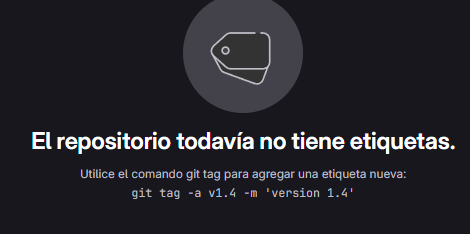 El repositorio todavía no tiene etiquetas.
Utilice el comando git tag para agregar una etiqueta nueva:
git tag -a v1.4 -m 'version 1.4'